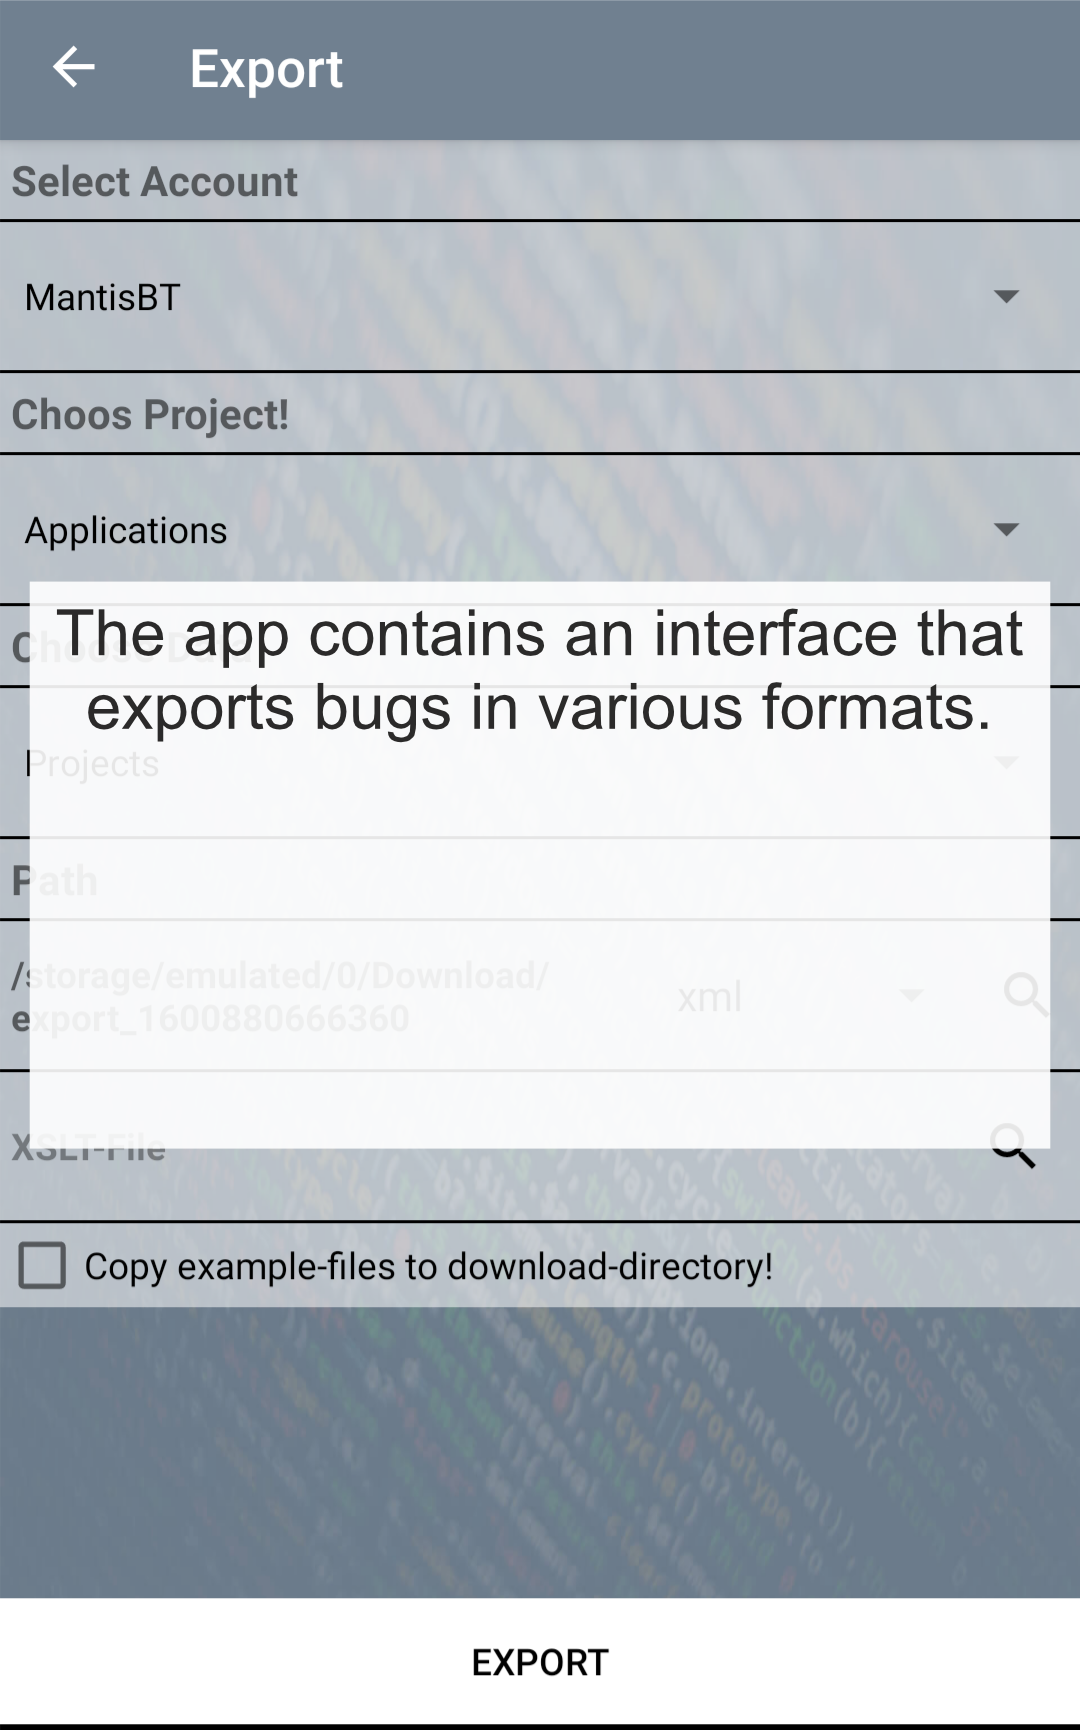 Export
Select Account
MantisBT
Choos Project!
Applications
Choose Data
The app contains an interface that
exports bugs in various formats.
Projects
Path
/storage/emulated/0/Download/
export_1600880666360
xml
XSLT-File
Copy example-files to download-directory!
EXPORT